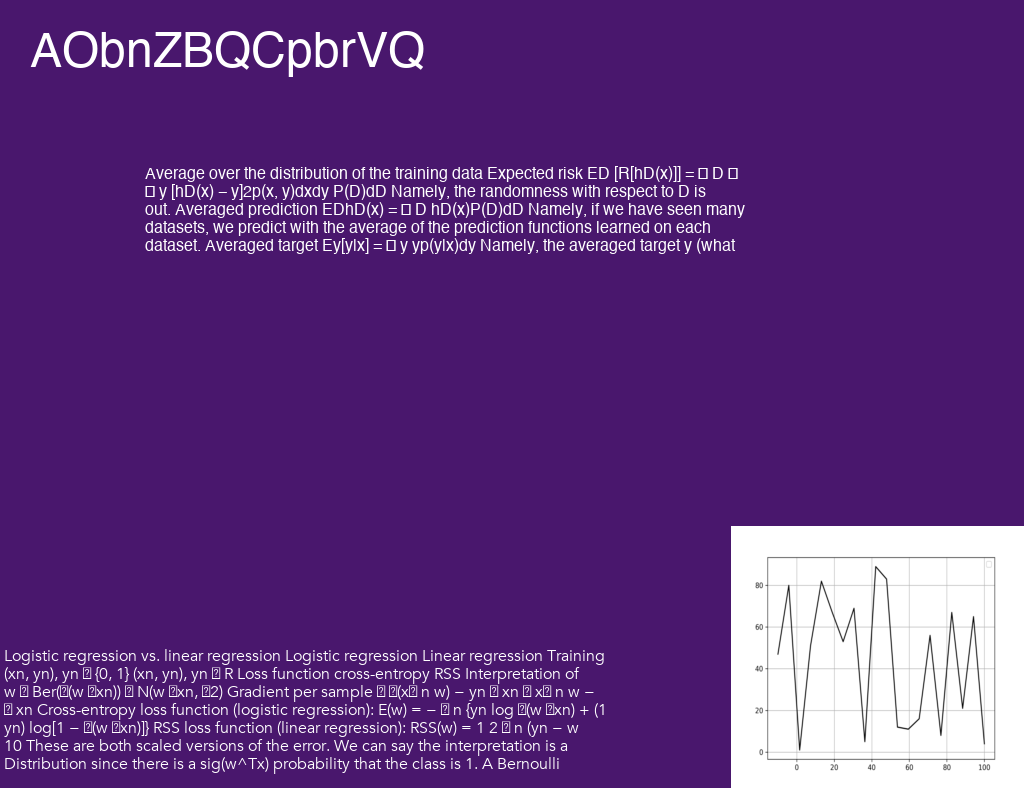 AObnZBQCpbrVQ
Average over the distribution of the training data Expected risk ED [R[hD(x)]] = □ D □
□ y [hD(x) − y]2p(x, y)dxdy P(D)dD Namely, the randomness with respect to D is
out. Averaged prediction EDhD(x) = □ D hD(x)P(D)dD Namely, if we have seen many
datasets, we predict with the average of the prediction functions learned on each
dataset. Averaged target Ey[y|x] = □ y yp(y|x)dy Namely, the averaged target y (what
Logistic regression vs. linear regression Logistic regression Linear regression Training
(xn, yn), yn □ {0, 1} (xn, yn), yn □ R Loss function cross-entropy RSS Interpretation of
w □ Ber(□(w □xn)) □ N(w □xn, □2) Gradient per sample □ □(x□ n w) − yn □ xn □ x□ n w −
□ xn Cross-entropy loss function (logistic regression): E(w) = − □ n {yn log □(w □xn) + (1
yn) log[1 − □(w □xn)]} RSS loss function (linear regression): RSS(w) = 1 2 □ n (yn − w
10 These are both scaled versions of the error. We can say the interpretation is a
Distribution since there is a sig(w^Tx) probability that the class is 1. A Bernoulli
80
60
40
20
0
0 20 40 60 80 100